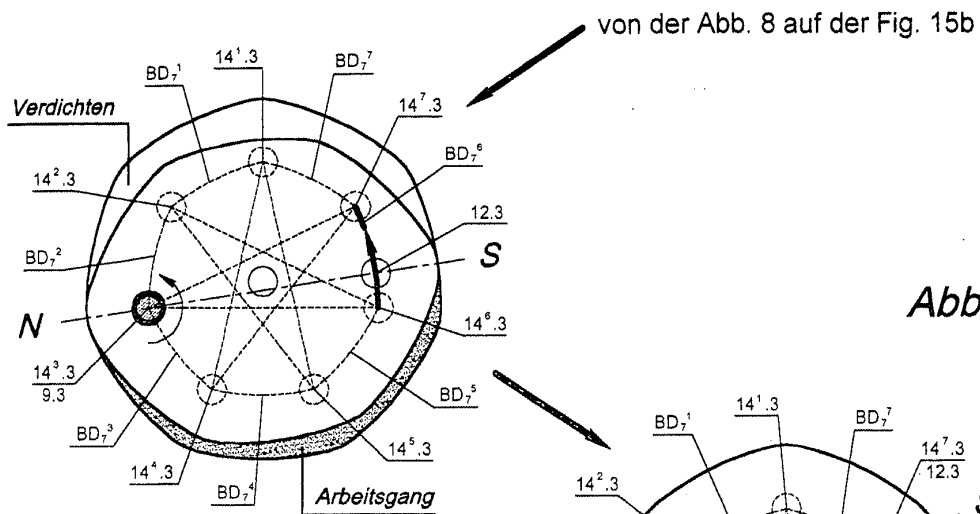 von der Abb. 8 auf der Fig. 15b
14¹.3
BD₇¹
BD₇⁷
Verdichten
14⁷.3
BD₇⁶
14².3
12.3
S
BD₇²
N
Abb
14⁶.3
14³.3
9.3
BD₇³
BD₇⁵
14⁴.3
14⁵.3
BD₇⁴
Arbeitsgang
14¹.3
BD₇¹
BD₇⁷
14⁷.3
12.3
14².3